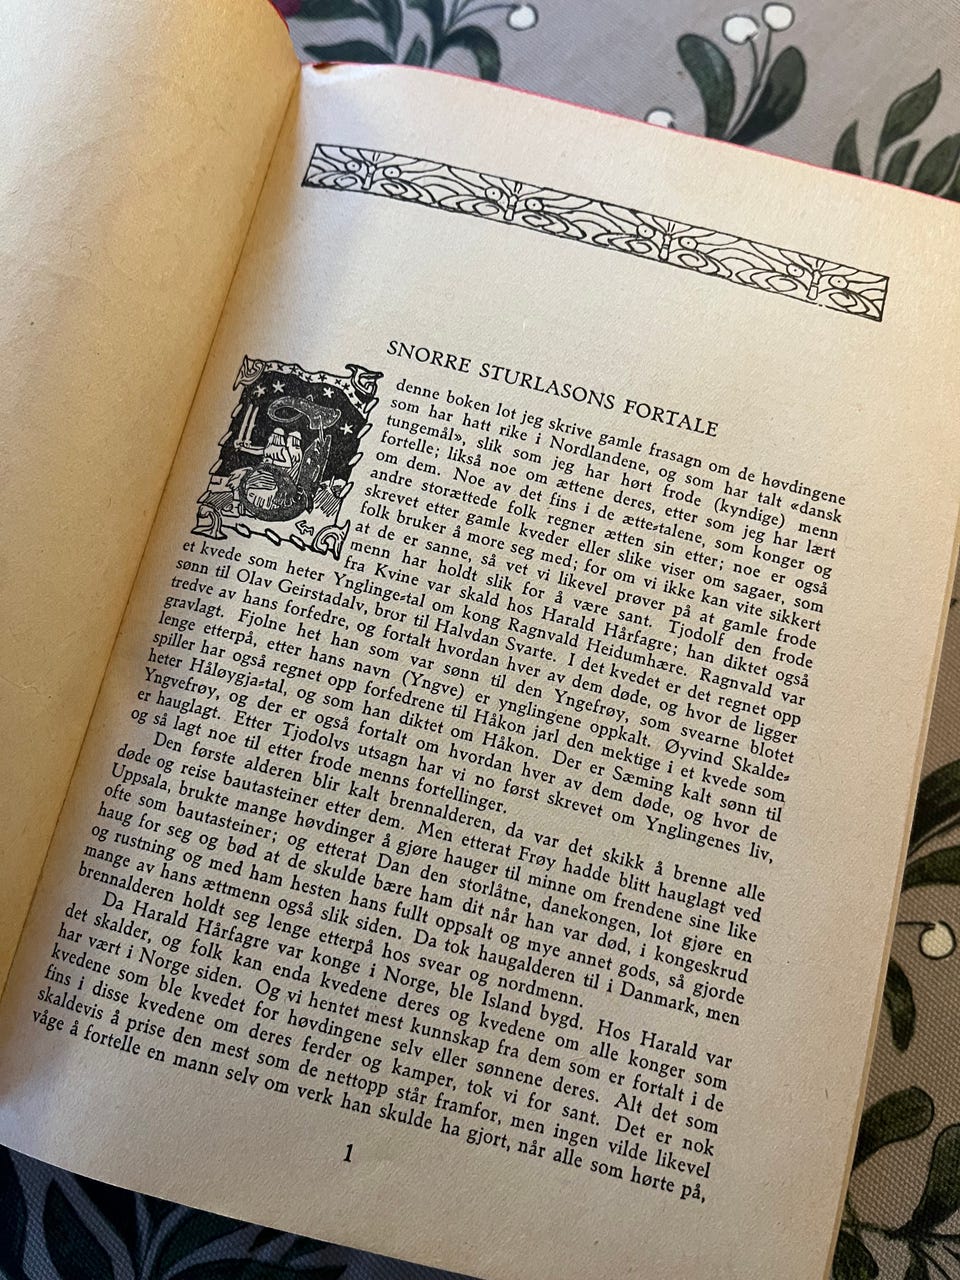 SNORRE STURLASONS FORTALE
denne boken lot jeg skrive gamle frasagn om de høvdingene
som har hatt rike i Nordlandene, og som har talt «dansk
tungemål», slik som jeg har hørt frode (kyndige) menn
fortelle; likså noe om ættene deres, etter som jeg har lært
om dem. Noe av det fins i de ætte-talene, som konger og
andre storættede folk regner ætten sin etter; noe er også
skrevet etter gamle kveder eller slike viser om sagaer, som
folk bruker å more seg med; for om vi ikke kan vite sikkert
at de er sanne, så vet vi likevel prøver på at gamle frode
menn har holdt slik for å være sant. Tjodolf den frode
fra Kvine var skald hos Harald Hårfagre; han diktet også
et kvede som heter Ynglinge-tal om kong Ragnvald Heidumhære. Ragnvald var
sønn til Olav Geirstadalv, bror til Halvdan Svarte. I det kvedet er det regnet opp
tredve av hans forfedre, og fortalt hvordan hver av dem døde, og hvor de ligger
gravlagt. Fjolne het han som var sønn til den Yngefrøy, som svearne blotet
lenge etterpå, etter hans navn (Yngve) er ynglingene oppkalt. Øyvind Skalde-
spiller har også regnet opp forfedrene til Håkon jarl den mektige i et kvede som
heter Håløygja-tal, og som han diktet om Håkon. Der er Sæming kalt sønn til
Yngvefrøy, og der er også fortalt om hvordan hver av dem døde, og hvor de
er hauglagt. Etter Tjodolvs utsagn har vi no først skrevet om Ynglingenes liv,
og så lagt noe til etter frode menns fortellinger.
Den første alderen blir kalt brennalderen, da var det skikk å brenne alle
døde og reise bautasteiner etter dem. Men etterat Frøy hadde blitt hauglagt ved
Uppsala, brukte mange høvdinger å gjøre hauger til minne om frendene sine like
ofte som bautasteiner; og etterat Dan den storlåtne, danekongen, lot gjøre en
haug for seg og bød at de skulde bære ham dit når han var død, i kongeskrud
og rustning og med ham hesten hans fullt oppsalt og mye annet gods, så gjorde
mange av hans ættmenn også slik siden. Da tok haugalderen til i Danmark, men
brennalderen holdt seg lenge etterpå hos svear og nordmenn.
Da Harald Hårfagre var konge i Norge, ble Island bygd. Hos Harald var
det skalder, og folk kan enda kvedene deres og kvedene om alle konger som
har vært i Norge siden. Og vi hentet mest kunnskap fra dem som er fortalt i de
kvedene som ble kvedet for høvdingene selv eller sønnene deres. Alt det som
fins i disse kvedene om deres ferder og kamper, tok vi for sant. Det er nok
skaldevis å prise den mest som de nettopp står framfor, men ingen vilde likevel
våge å fortelle en mann selv om verk han skulde ha gjort, når alle som hørte på,
1